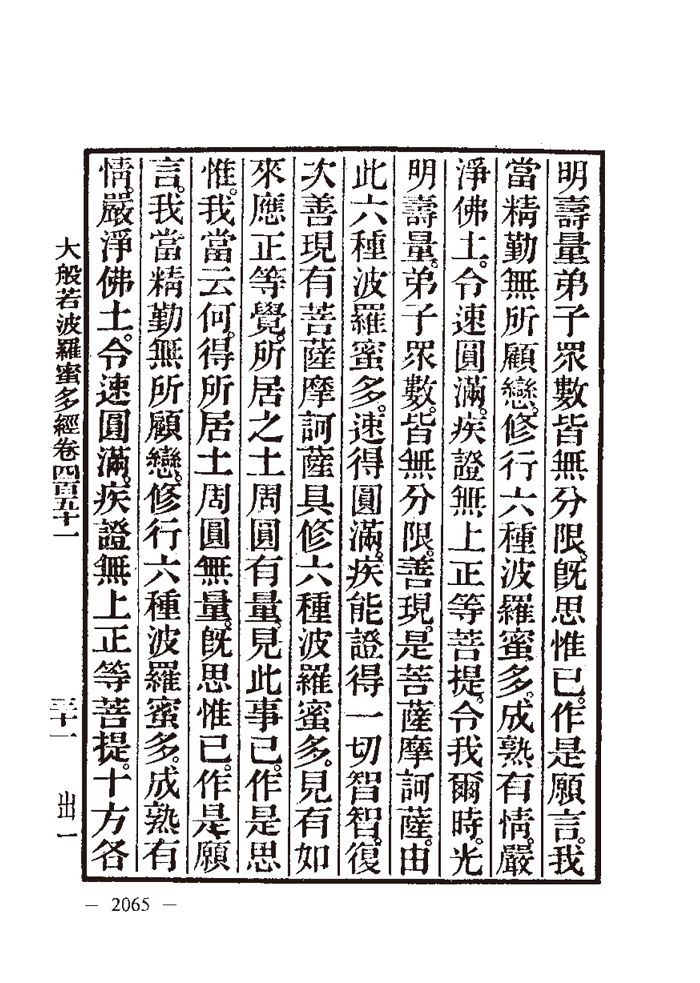 明壽量弟子眾數皆無分限。旣思惟已。作是願言。我
當精勤無所顧戀。修行六種波羅蜜多。成熟有情。嚴
淨佛土。令速圓滿。疾證無上正等菩提。令我爾時。光
明壽量。弟子眾數。皆無分限。善現。是菩薩摩訶薩。由
此六種波羅蜜多。速得圓滿。疾能證得一切智智。復
次善現有菩薩摩訶薩具修六種波羅蜜多。見有如
來應正等覺。所居之土周圓有量。見此事已。作是思
惟。我當云何。得所居土周圓無量。旣思惟已。作是願
言。我當精勤無所顧戀。修行六種波羅蜜多。成熟有
情。嚴淨佛土。令速圓滿。疾證無上正等菩提。十方各
大般若波羅蜜多經卷四百五十一
三十一
出一
— 2065 —